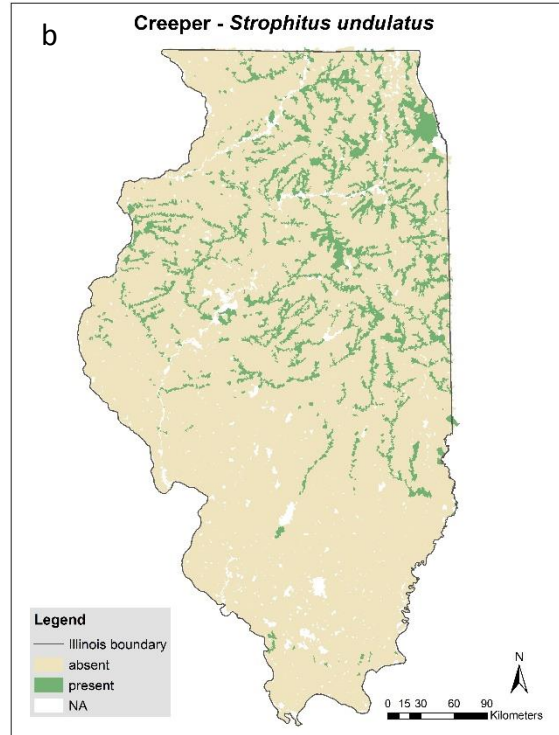 b
Creeper - Strophitus undulatus
Legend
Illinois boundary
absent
present
NA
N
0 15 30 60 90
Kilometers